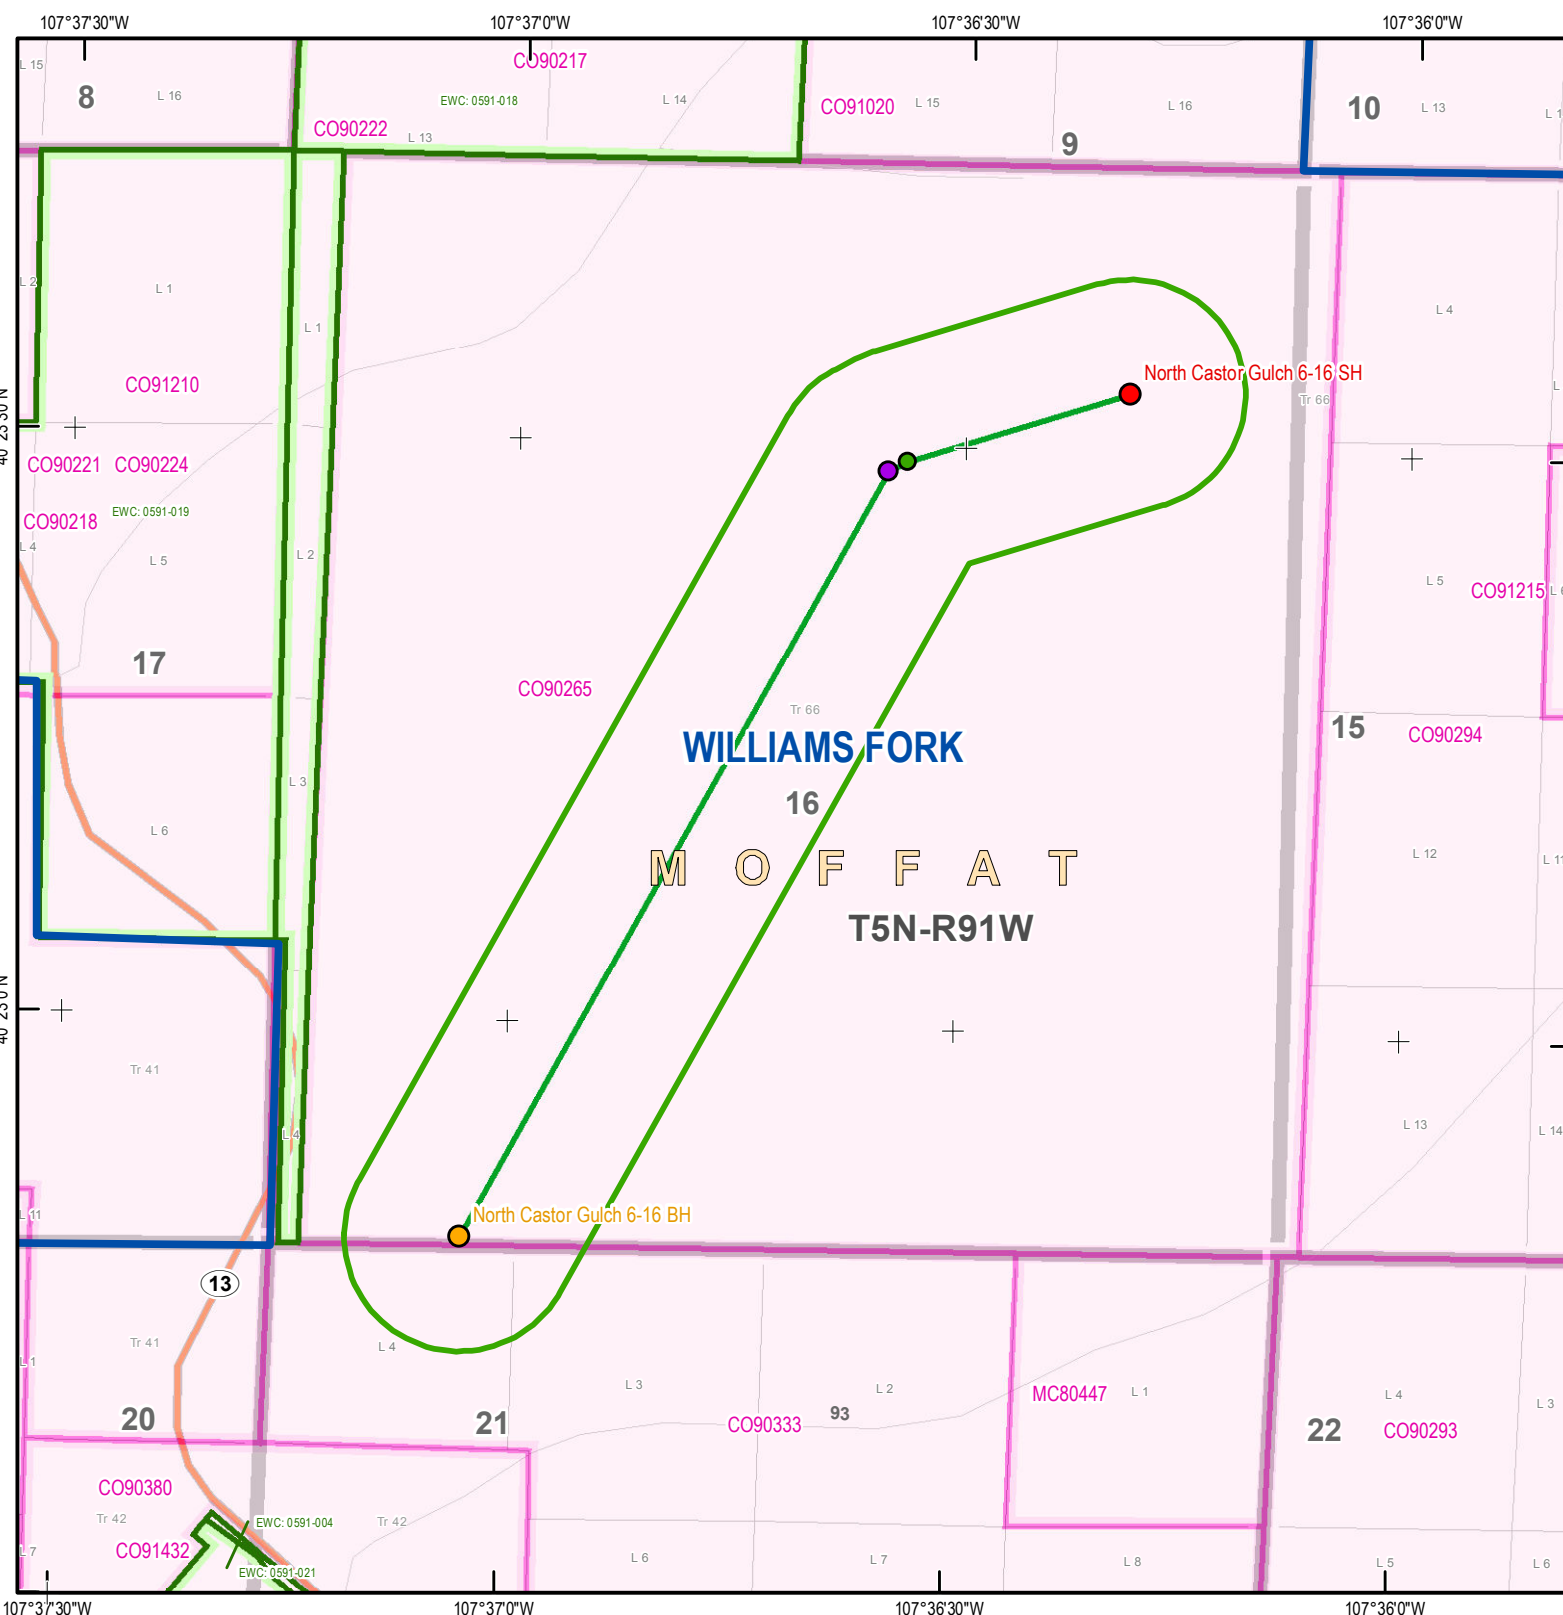 107°37'30"W
107°37'0"W
107°36'30"W
107°36'0"W
CO90217
L 15
8
L 16
EWC: 0591-018
L 14
CO91020
L 15
L 16
10
L 13
CO90222
L 13
9
L 2
L 1
L 1
L 4
North Castor Gulch 6-16 SH
CO91210
Tr 66
CO90221
CO90224
EWC: 0591-019
CO90218
L 4
L 5
L 2
L 5
CO91215
17
CO90265
Tr 66
15
CO90294
WILLIAMS FORK
L 3
16
L 6
L 12
L 11
MOFFAT
T5N-R91W
Tr 41
L 4
L 13
L 14
L 11
North Castor Gulch 6-16 BH
13
Tr 41
L 4
L 1
L 3
L 2
MC80447
L 1
L 4
L 3
20
21
CO90333
93
22
CO90293
CO90380
Tr 42
EWC: 0591-004
Tr 42
CO91432
L 7
EWC: 0591-021
L 6
L 7
L 8
L 5
L 6
107°37'30"W
107°37'0"W
107°36'30"W
107°36'0"W